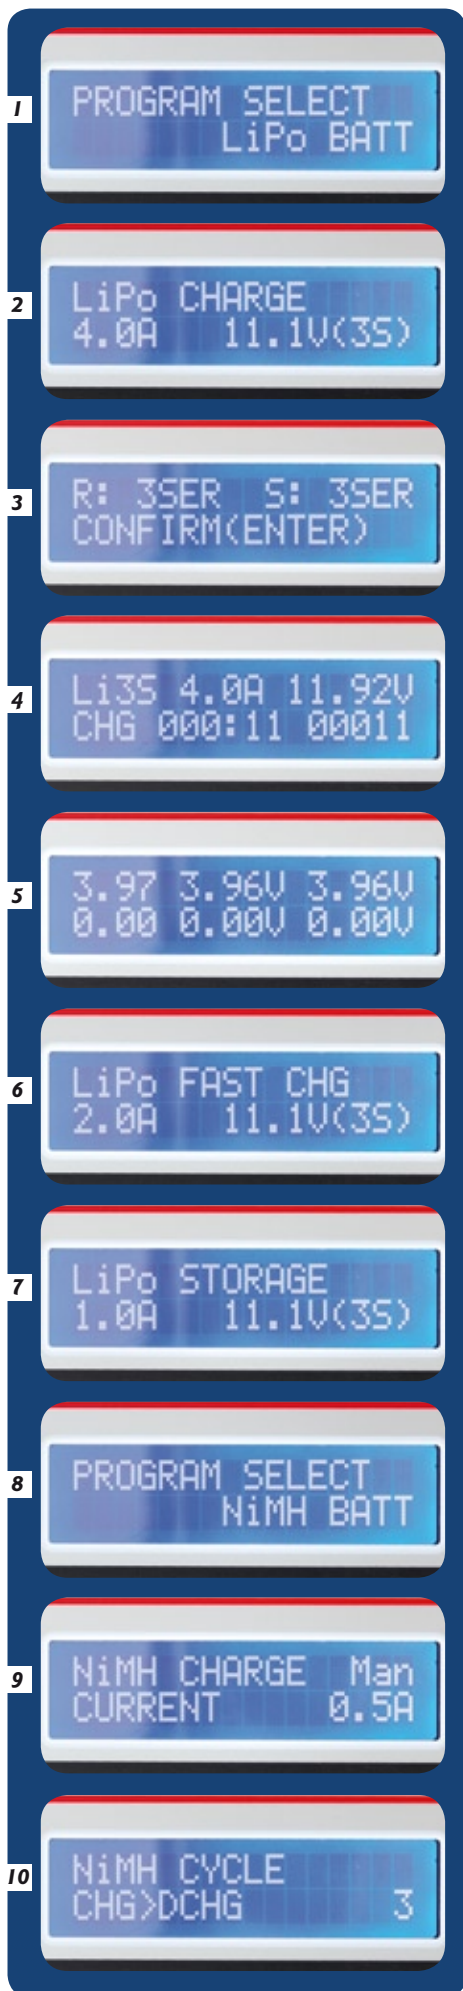 1
PROGRAM SELECT
LiPo BATT
2
LiPo CHARGE
4.0A 11.1V(3S)
3
R: 3SER S: 3SER
CONFIRM(ENTER)
4
Li3S 4.0A 11.92V
CHG 000:11 00011
5
3.97 3.96V 3.96V
0.00 0.00V 0.00V
6
LiPo FAST CHG
2.0A 11.1V(3S)
7
LiPo STORAGE
1.0A 11.1V(3S)
8
PROGRAM SELECT
NiMH BATT
9
NiMH CHARGE Man
CURRENT 0.5A
10
NiMH CYCLE
CHG>DCHG 3